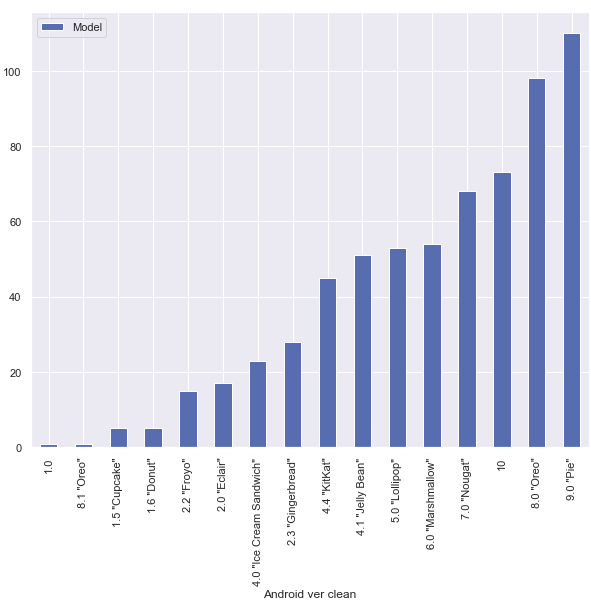 Model
100
80
60
40
20
0
1.0
8.1 "Oreo"
1.5 "Cupcake"
1.6 "Donut"
2.2 "Froyo"
2.0 "Eclair"
4.0 "Ice Cream Sandwich"
2.3 "Gingerbread"
4.4 "KitKat"
4.1 "Jelly Bean"
5.0 "Lollipop"
6.0 "Marshmallow"
7.0 "Nougat"
10
8.0 "Oreo"
9.0 "Pie"
Android ver clean